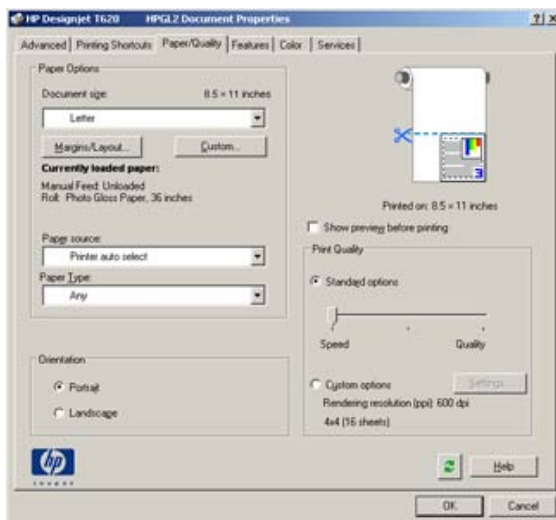 HP Designjet T620 HPGL2 Document Properties
Advanced Printing Shortcuts Paper/Quality Features Color Services
Paper Options
Document size: 8.5 × 11 inches
Letter
Margins/Layout... Custom...
Currently loaded paper:
Manual Feed: Unloaded
Roll: Photo Gloss Paper, 36 inches
Paper source:
Printer auto select
Paper Type:
Any
Orientation
Portrait
Landscape
hp
invent
3
Printed on: 8.5 × 11 inches
Show preview before printing
Print Quality
Standard options
Speed Quality
Custom options Settings
Rendering resolution (ppi): 600 dpi
4x4 (16 sheets)
Help
OK Cancel